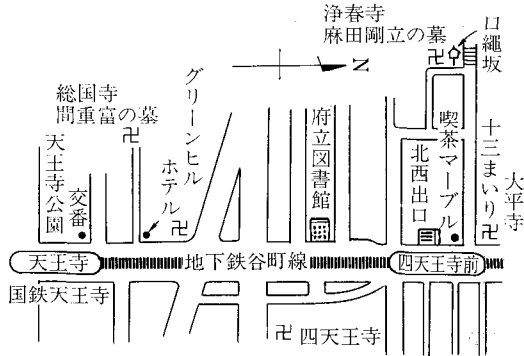 浄春寺
麻田剛立の墓
口縄坂
N
総国寺
間重富の墓
グリーンヒル
ホテル
天王寺公園
交番
府立図書館
喫茶マーブル
北西出口
十三まいり
大平寺
天王寺
地下鉄谷町線
四天王寺前
国鉄天王寺
四天王寺